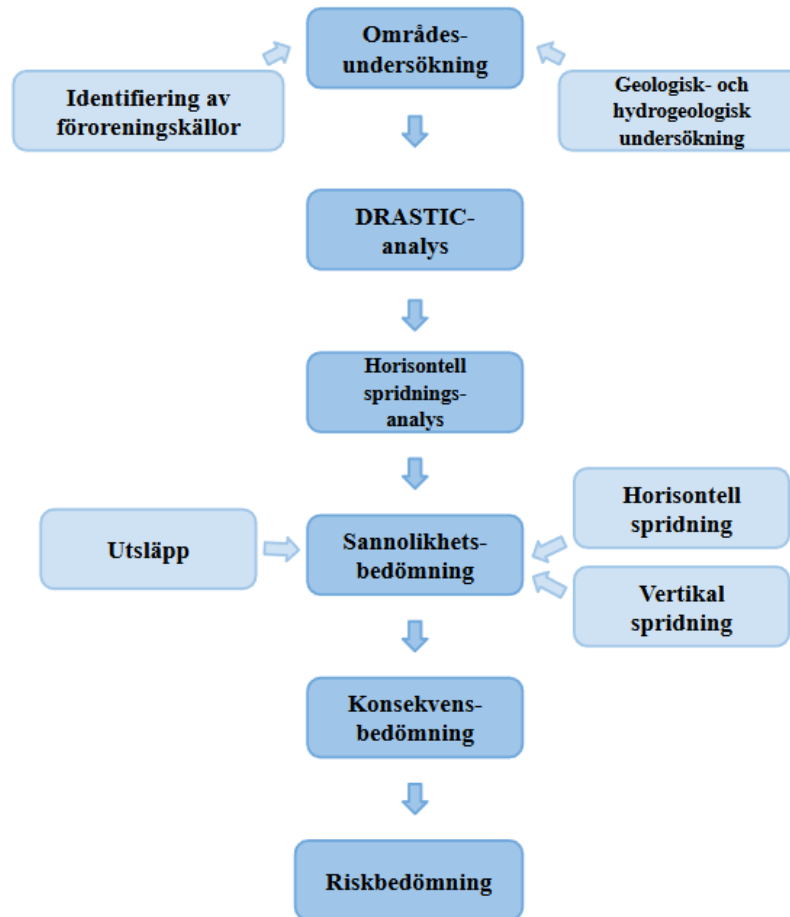 Områdes-
undersökning
Identifiering av
föroreningskällor
Geologisk- och
hydrogeologisk
undersökning
DRASTIC-
analys
Horisontell
spridnings-
analys
Utsläpp
Sannolikhets-
bedömning
Horisontell
spridning
Vertikal
spridning
Konsekvens-
bedömning
Riskbedömning